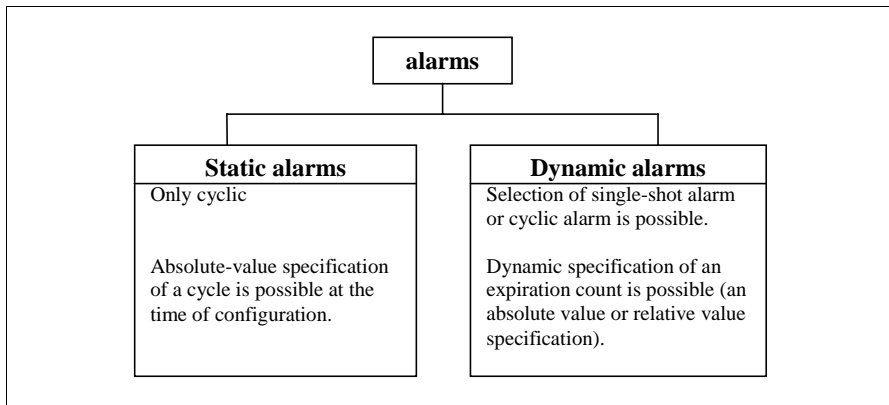 alarms
Static alarms
Only cyclic
Absolute-value specification
of a cycle is possible at the
time of configuration.
Dynamic alarms
Selection of single-shot alarm
or cyclic alarm is possible.
Dynamic specification of an
expiration count is possible (an
absolute value or relative value
specification).